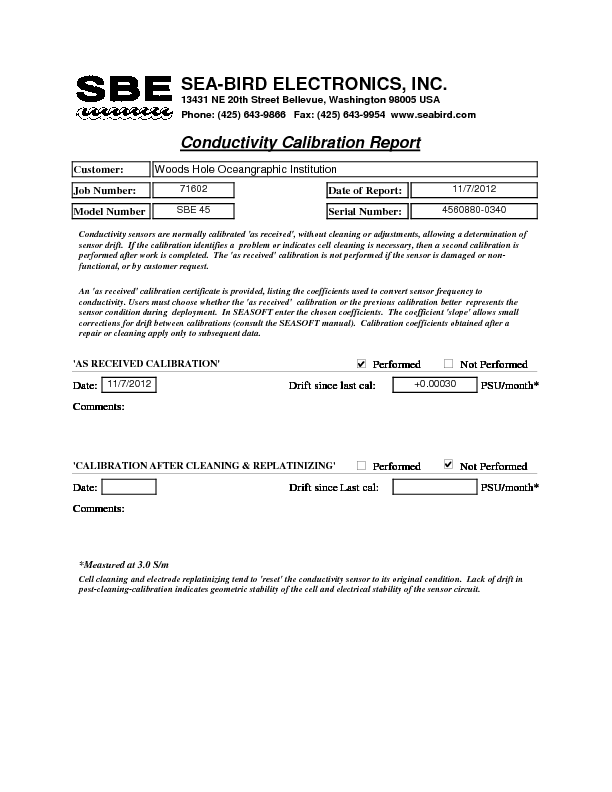 SBE SEA-BIRD ELECTRONICS, INC.
13431 NE 20th Street Bellevue, Washington 98005 USA
Phone: (425) 643-9866 Fax: (425) 643-9954 www.seabird.com
Conductivity Calibration Report
Customer: Woods Hole Oceangraphic Institution
Job Number: 71602 Date of Report: 11/7/2012
Model Number SBE 45 Serial Number: 4560880-0340
Conductivity sensors are normally calibrated 'as received', without cleaning or adjustments, allowing a determination of
sensor drift. If the calibration identifies a problem or indicates cell cleaning is necessary, then a second calibration is
performed after work is completed. The 'as received' calibration is not performed if the sensor is damaged or non-
functional, or by customer request.
An 'as received' calibration certificate is provided, listing the coefficients used to convert sensor frequency to
conductivity. Users must choose whether the 'as received' calibration or the previous calibration better represents the
sensor condition during deployment. In SEASOFT enter the chosen coefficients. The coefficient 'slope' allows small
corrections for drift between calibrations (consult the SEASOFT manual). Calibration coefficients obtained after a
repair or cleaning apply only to subsequent data.
'AS RECEIVED CALIBRATION' Performed Not Performed
Date: 11/7/2012 Drift since last cal: +0.00030 PSU/month*
Comments:
'CALIBRATION AFTER CLEANING & REPLATINIZING' Performed Not Performed
Date: Drift since Last cal: PSU/month*
Comments:
*Measured at 3.0 S/m
Cell cleaning and electrode replatinizing tend to 'reset' the conductivity sensor to its original condition. Lack of drift in
post-cleaning-calibration indicates geometric stability of the cell and electrical stability of the sensor circuit.